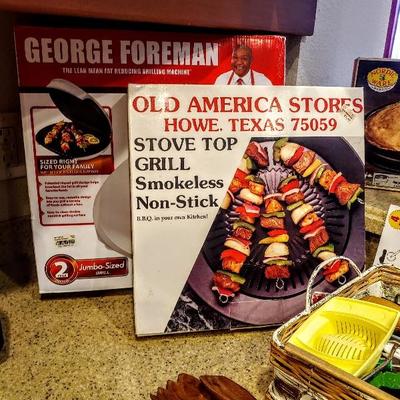 GEORGE FOREMAN
THE LEAN MEAN FAT REDUCING GRILLING MACHINE
SIZED RIGHT
FOR YOUR FAMILY
2
Jumbo-Sized
GRILL
OLD AMERICA STORES
HOWE, TEXAS 75059
STOVE TOP
GRILL
Smokeless
Non-Stick
B.B.Q. in your own Kitchen!